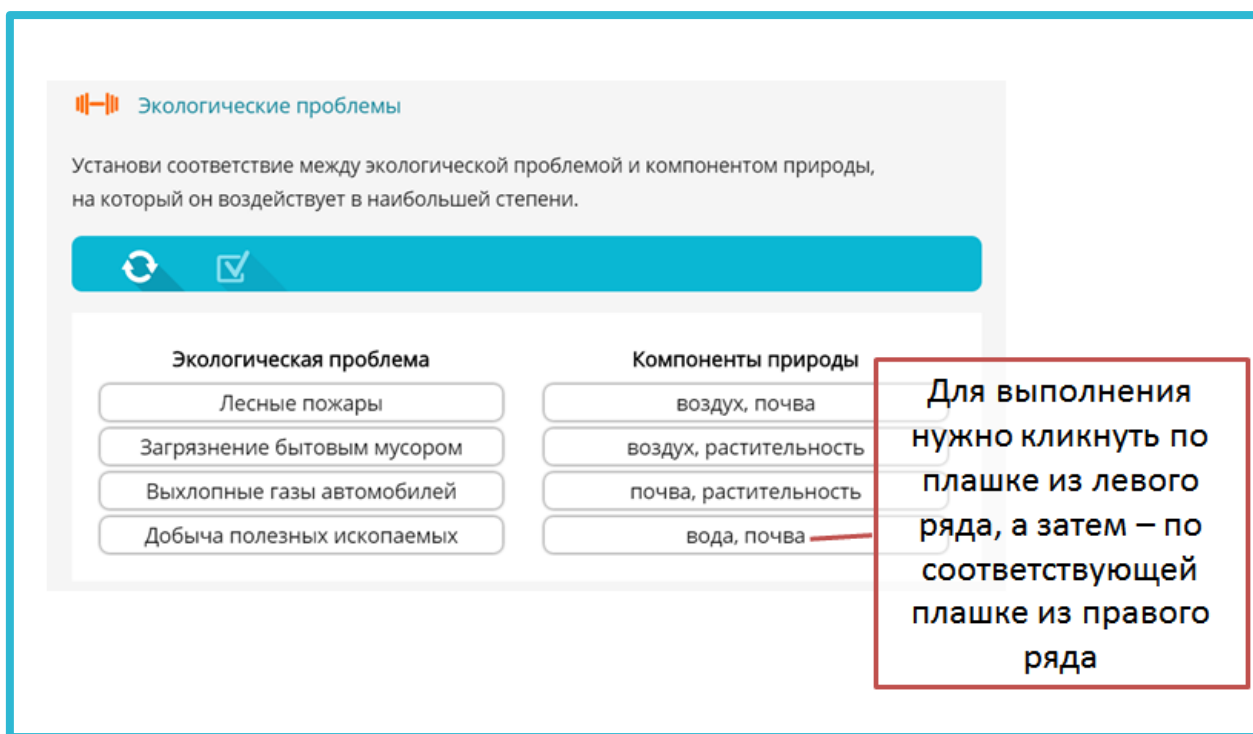 Экологические проблемы
Установи соответствие между экологической проблемой и компонентом природы,
на который он воздействует в наибольшей степени.
Экологическая проблема
Компоненты природы
Лесные пожары
воздух, почва
Загрязнение бытовым мусором
воздух, растительность
Выхлопные газы автомобилей
почва, растительность
Добыча полезных ископаемых
вода, почва
Для выполнения
нужно кликнуть по
плашке из левого
ряда, а затем – по
соответствующей
плашке из правого
ряда